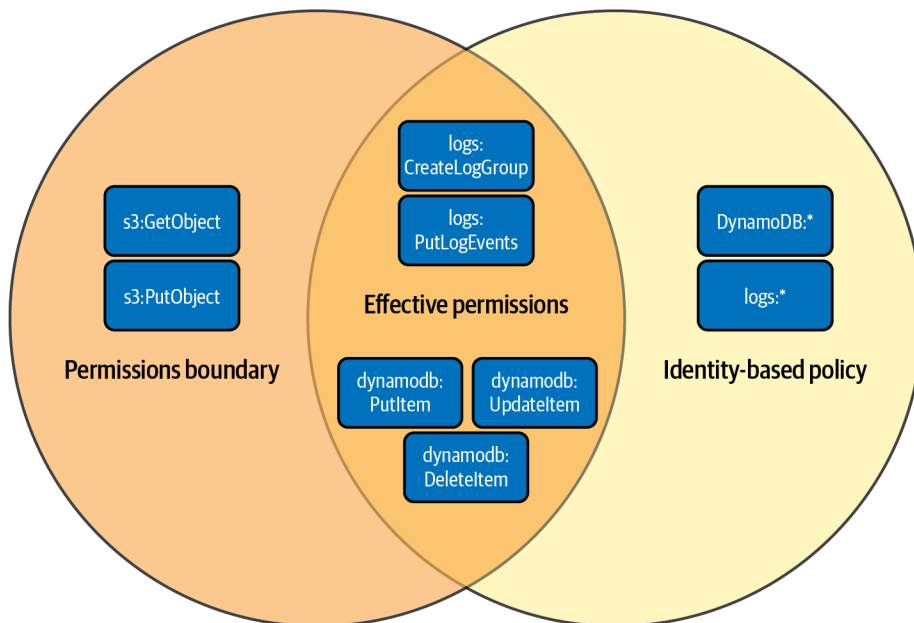 s3:GetObject
s3:PutObject
Permissions boundary
logs:
CreateLogGroup
logs:
PutLogEvents
Effective permissions
dynamodb:
PutItem
dynamodb:
UpdateItem
dynamodb:
DeleteItem
DynamoDB:*
logs:*
Identity-based policy